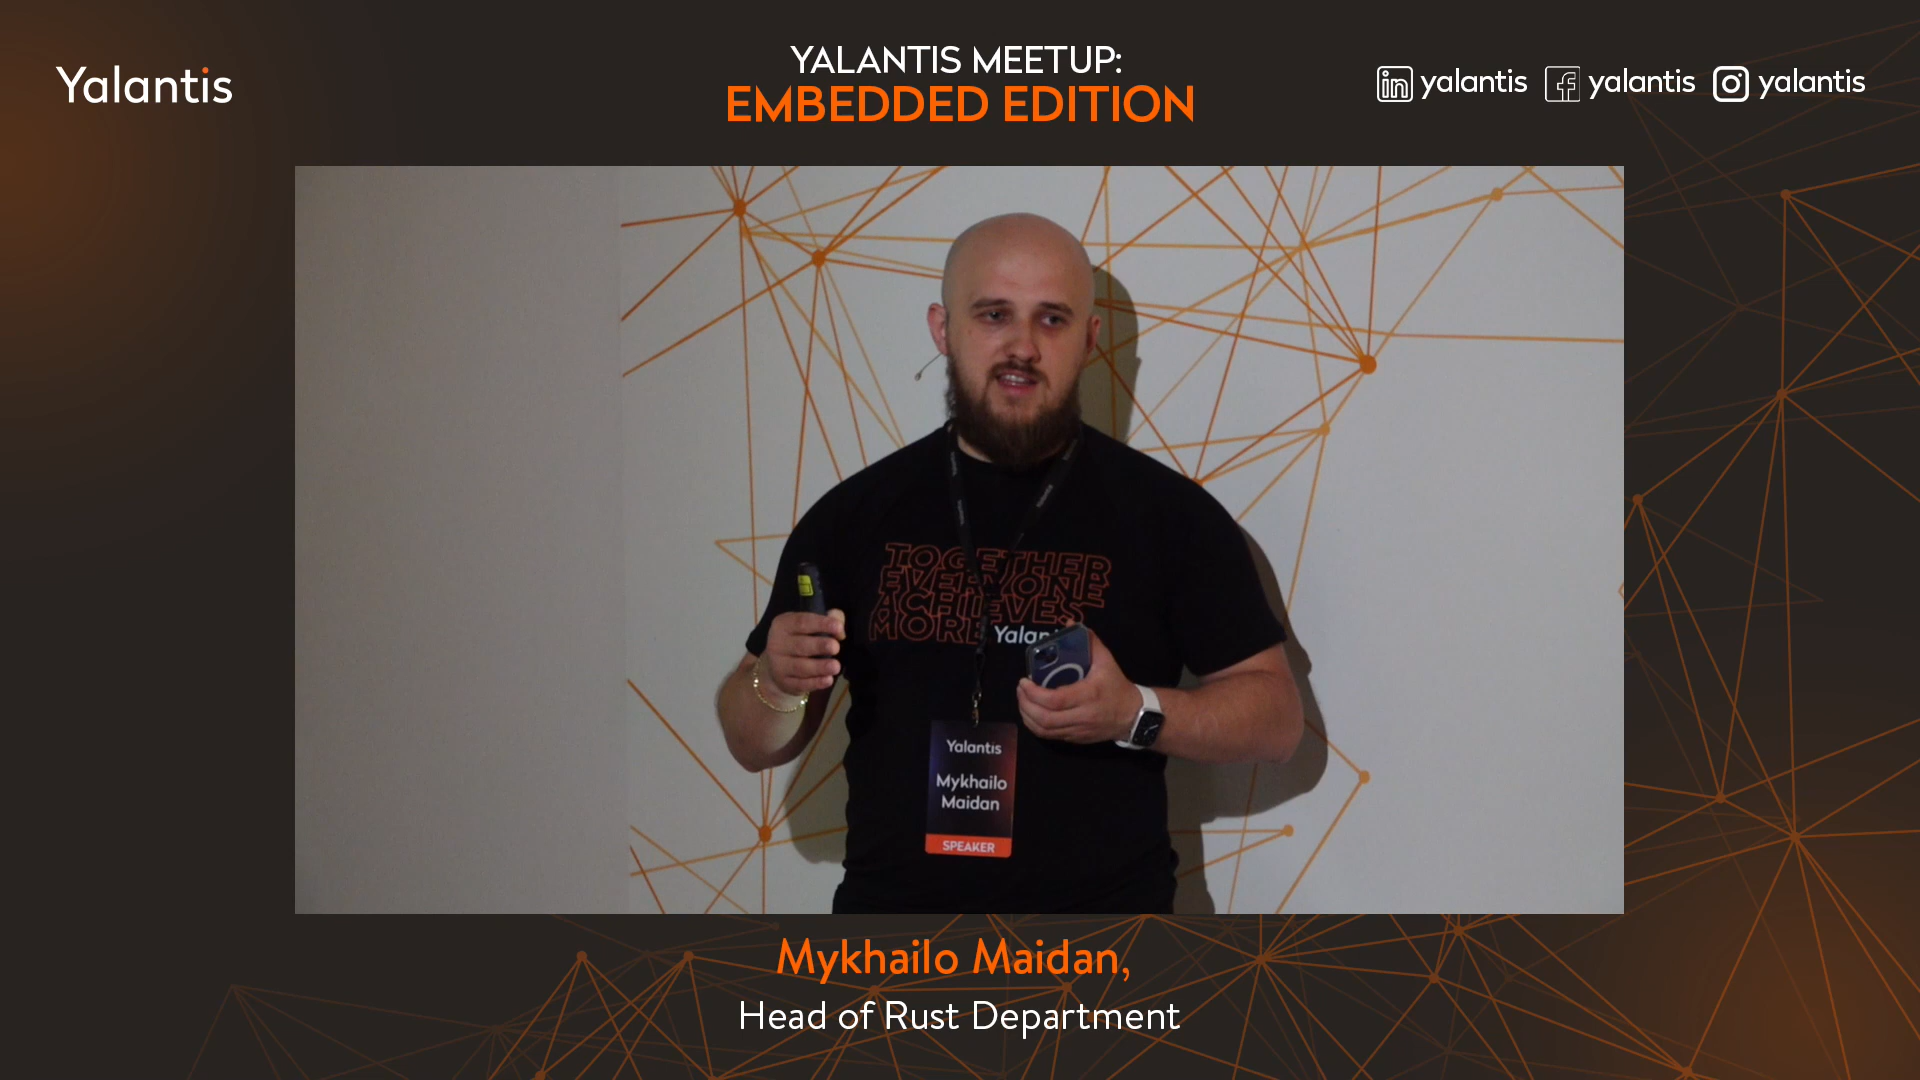 Yalantis
YALANTIS MEETUP:
EMBEDDED EDITION
yalantis
yalantis
yalantis
TOGETHER
EVERYONE
ACHIEVES
MORE
Yalantis
Mykhailo
Maidan
SPEAKER
Mykhailo Maidan,
Head of Rust Department